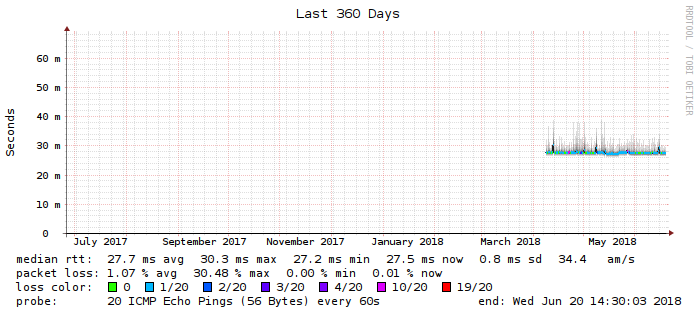 Last 360 Days
RRDTOOL / TOBI OETIKER
Seconds
60 m
50 m
40 m
30 m
20 m
10 m
0
July 2017 September 2017 November 2017 January 2018 March 2018 May 2018
median rtt: 27.7 ms avg 30.3 ms max 27.2 ms min 27.5 ms now 0.8 ms sd 34.4 am/s
packet loss: 1.07 % avg 30.48 % max 0.00 % min 0.01 % now
loss color: 0 1/20 2/20 3/20 4/20 10/20 19/20
probe: 20 ICMP Echo Pings (56 Bytes) every 60s end: Wed Jun 20 14:30:03 2018